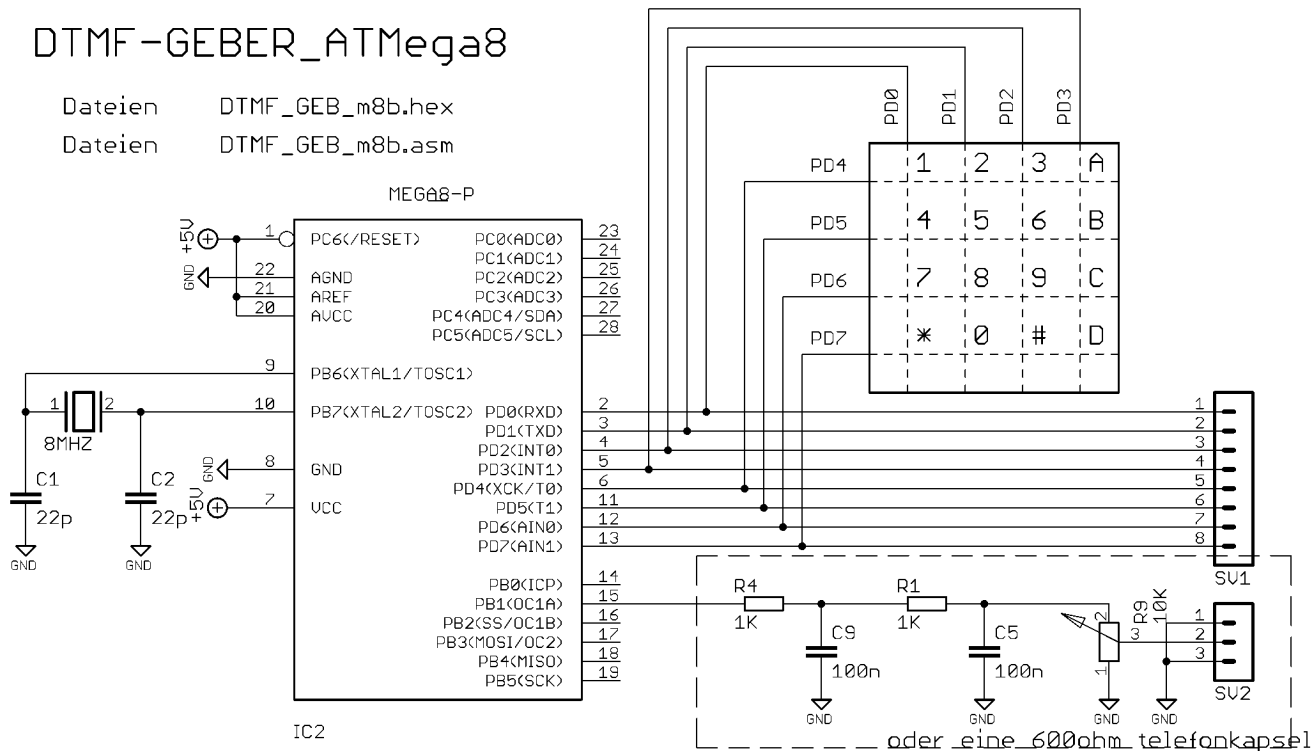 DTMF-GEBER_ATMega8
Dateien DTMF_GEB_m8b.hex
Dateien DTMF_GEB_m8b.asm
PD0 PD1 PD2 PD3
PD4 1 2 3 A
PD5 4 5 6 B
PD6 7 8 9 C
PD7 * 0 # D
MEGA8-P
+5V 1 PC6(/RESET) PC0(ADC0) 23
PC1(ADC1) 24
GND 22 AGND PC2(ADC2) 25
21 AREF PC3(ADC3) 26
20 AVCC PC4(ADC4/SDA) 27
PC5(ADC5/SCL) 28
9 PB6(XTAL1/TOSC1)
1 2 10 PB7(XTAL2/TOSC2) PD0(RXD) 2 1
8MHZ PD1(TXD) 3 2
PD2(INT0) 4 3
GND 8 GND PD3(INT1) 5 4
C1 C2 PD4(XCK/T0) 6 5
+5V 7 VCC PD5(T1) 11 6
22p 22p PD6(AIN0) 12 7
PD7(AIN1) 13 8
GND GND
SV1
PB0(ICP) 14
PB1(OC1A) 15 R4 R1
PB2(SS/OC1B) 16 1K 1K 2 R9 10K 1
PB3(MOSI/OC2) 17 C9 C5 3 2
PB4(MISO) 18 100n 100n 1 3
PB5(SCK) 19
SV2
GND GND GND GND
IC2
oder eine 600ohm telefonkapsel